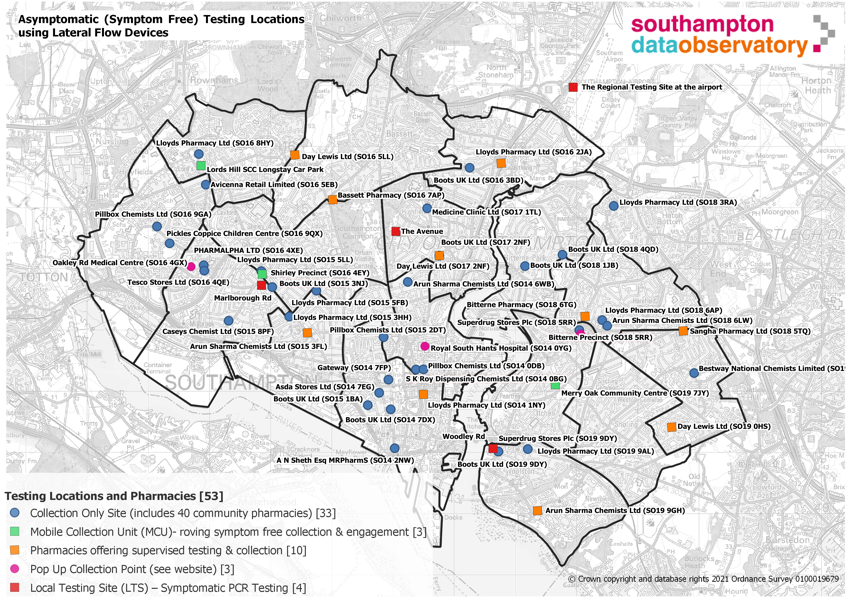 Asymptomatic (Symptom Free) Testing Locations
using Lateral Flow Devices
southampton
dataobservatory
The Regional Testing Site at the airport
Lloyds Pharmacy Ltd (SO16 8HY)
Day Lewis Ltd (SO16 5LL)
Lloyds Pharmacy Ltd (SO16 2JA)
Lords Hill SCC Longstay Car Park
Boots UK Ltd (SO16 3BD)
Avicenna Retail Limited (SO16 5EB)
Bassett Pharmacy (SO16 7AP)
Lloyds Pharmacy Ltd (SO18 3RA)
Pillbox Chemists Ltd (SO16 9GA)
Medicine Clinic Ltd (SO17 1TL)
Pickles Coppice Children Centre (SO16 9QX)
The Avenue
Boots UK Ltd (SO17 2NF)
PHARMALPHA LTD (SO16 4XE)
Boots UK Ltd (SO18 4QD)
Oakley Rd Medical Centre (SO16 4GX)
Lloyds Pharmacy Ltd (SO15 5LL)
Day Lewis Ltd (SO17 2NF)
Boots UK Ltd (SO18 1JB)
Shirley Precinct (SO16 4EY)
Tesco Stores Ltd (SO16 4QE)
Boots UK Ltd (SO15 3NJ)
Arun Sharma Chemists Ltd (SO14 6WB)
Marlborough Rd
Lloyds Pharmacy Ltd (SO15 5FB)
Bitterne Pharmacy (SO18 6TG)
Lloyds Pharmacy Ltd (SO18 6AP)
Lloyds Pharmacy Ltd (SO15 3HH)
Superdrug Stores Plc (SO18 5RR)
Arun Sharma Chemists Ltd (SO18 6LW)
Caseys Chemist Ltd (SO15 8PF)
Pillbox Chemists Ltd (SO15 2DT)
Sangha Pharmacy Ltd (SO18 5TQ)
Bitterne Precinct (SO18 5RR)
Arun Sharma Chemists Ltd (SO15 3FL)
Royal South Hants Hospital (SO14 0YG)
Gateway (SO14 7FP)
Pillbox Chemists Ltd (SO14 0DB)
Bestway National Chemists Limited (SO1
S K Roy Dispensing Chemists Ltd (SO14 0BG)
Asda Stores Ltd (SO14 7EG)
Merry Oak Community Centre (SO19 7JY)
Boots UK Ltd (SO15 1BA)
Lloyds Pharmacy Ltd (SO14 1NY)
Boots UK Ltd (SO14 7DX)
Day Lewis Ltd (SO19 0HS)
Woodley Rd
Superdrug Stores Plc (SO19 9DY)
Lloyds Pharmacy Ltd (SO19 9AL)
A N Sheth Esq MRPharmS (SO14 2NW)
Boots UK Ltd (SO19 9DY)
Arun Sharma Chemists Ltd (SO19 9GH)
SOUTHAMPTON
TOTTON
Testing Locations and Pharmacies [53]
Collection Only Site (includes 40 community pharmacies) [33]
Mobile Collection Unit (MCU)- roving symptom free collection & engagement [3]
Pharmacies offering supervised testing & collection [10]
Pop Up Collection Point (see website) [3]
Local Testing Site (LTS) – Symptomatic PCR Testing [4]
© Crown copyright and database rights 2021 Ordnance Survey 0100019679